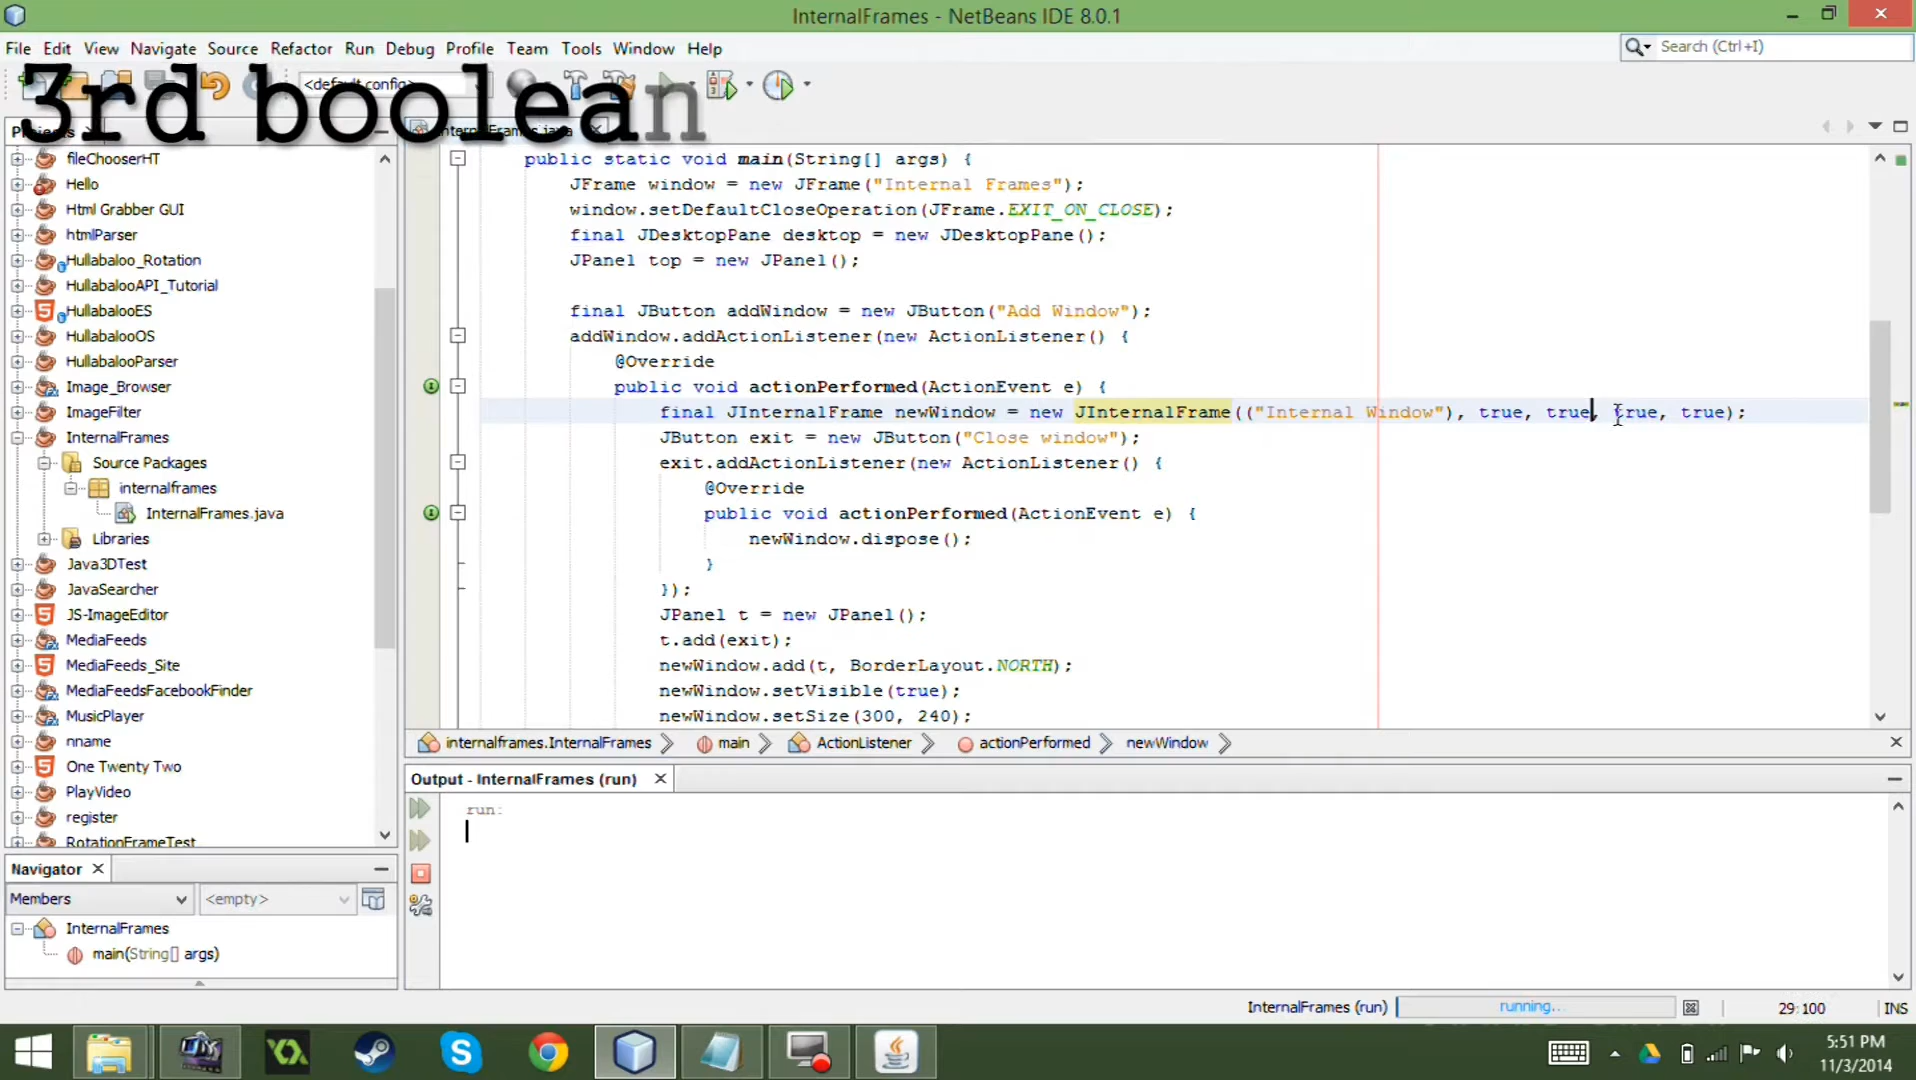 InternalFrames - NetBeans IDE 8.0.1
File Edit View Navigate Source Refactor Run Debug Profile Team Tools Window Help
Search (Ctrl+I)
<default config>
3rd boolean
Projects
InternalFrames.java
fileChooserHT
Hello
Html Grabber GUI
htmlParser
Hullabaloo_Rotation
HullabalooAPI_Tutorial
HullabalooES
HullabalooOS
HullabalooParser
Image_Browser
ImageFilter
InternalFrames
Source Packages
internalframes
InternalFrames.java
Libraries
Java3DTest
JavaSearcher
JS-ImageEditor
MediaFeeds
MediaFeeds_Site
MediaFeedsFacebookFinder
MusicPlayer
nname
One Twenty Two
PlayVideo
register
RotationFrameTest
public static void main(String[] args) {
JFrame window = new JFrame("Internal Frames");
window.setDefaultCloseOperation(JFrame.EXIT_ON_CLOSE);
final JDesktopPane desktop = new JDesktopPane();
JPanel top = new JPanel();
final JButton addWindow = new JButton("Add Window");
addWindow.addActionListener(new ActionListener() {
@Override
public void actionPerformed(ActionEvent e) {
final JInternalFrame newWindow = new JInternalFrame(("Internal Window"), true, true, true, true);
JButton exit = new JButton("Close window");
exit.addActionListener(new ActionListener() {
@Override
public void actionPerformed(ActionEvent e) {
newWindow.dispose();
}
});
JPanel t = new JPanel();
t.add(exit);
newWindow.add(t, BorderLayout.NORTH);
newWindow.setVisible(true);
newWindow.setSize(300, 240);
internalframes.InternalFrames main ActionListener actionPerformed newWindow
Output - InternalFrames (run)
run:
Navigator
Members
<empty>
InternalFrames
main(String[] args)
InternalFrames (run)
running...
29:100
INS
5:51 PM
11/3/2014